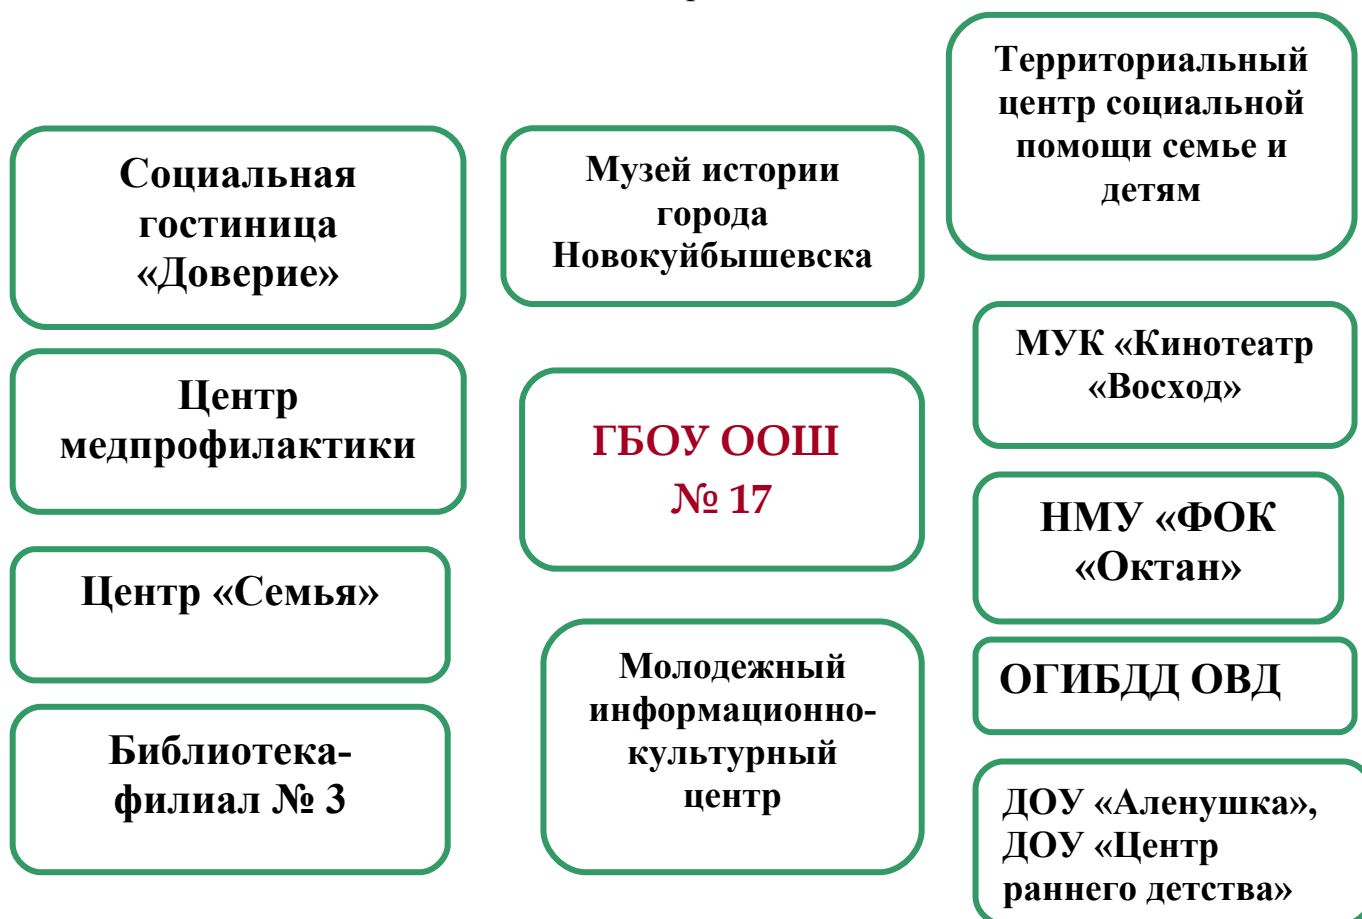 Социальная
гостиница
«Доверие»
Центр
медпрофилактики
Центр «Семья»
Библиотека-
филиал № 3
Музей истории
города
Новокуйбышевска
ГБОУ ООШ
№ 17
Молодежный
информационно-
культурный
центр
Территориальный
центр социальной
помощи семье и
детям
МУК «Кинотеатр
«Восход»
НМУ «ФОК
«Октан»
ОГИБДД ОВД
ДОУ «Аленушка»,
ДОУ «Центр
раннего детства»